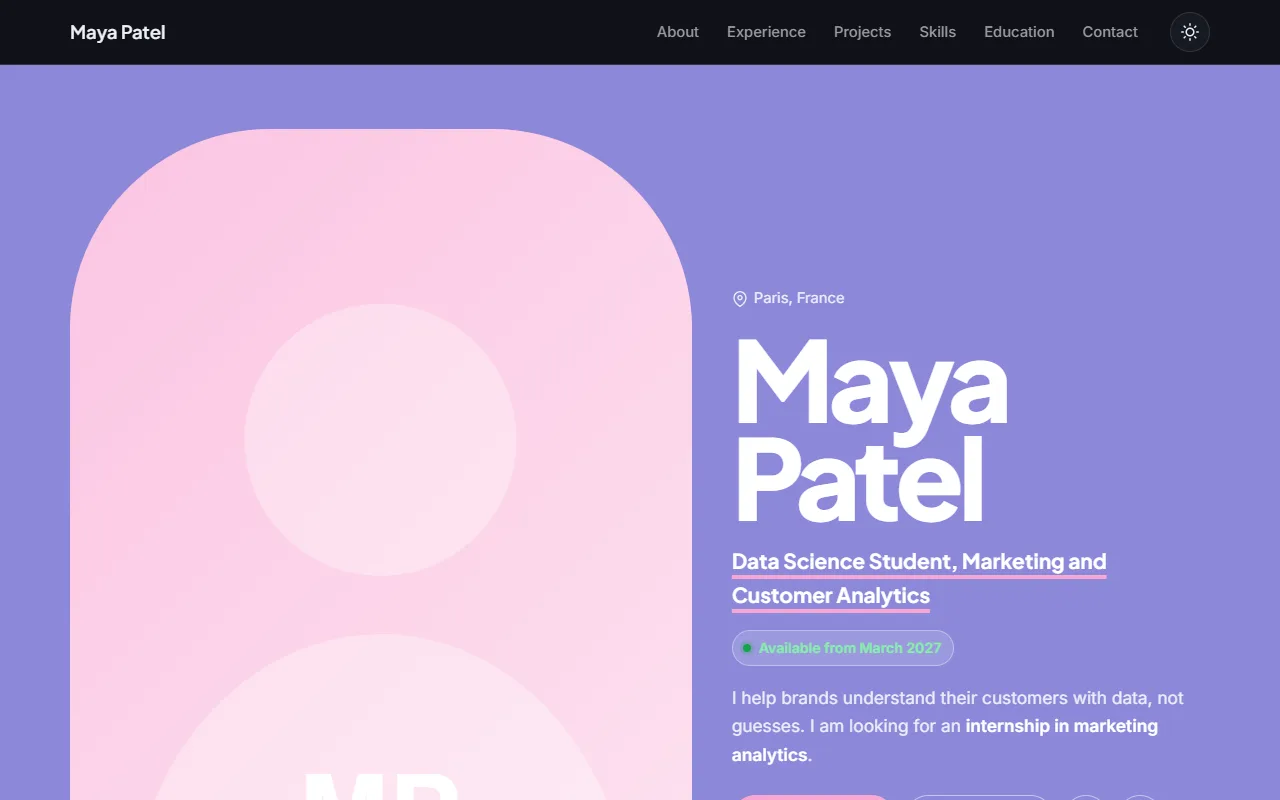 Maya Patel
About Experience Projects Skills Education Contact
Paris, France
Maya
Patel
Data Science Student, Marketing and
Customer Analytics
Available from March 2027
I help brands understand their customers with data, not
guesses. I am looking for an internship in marketing
analytics.
MP